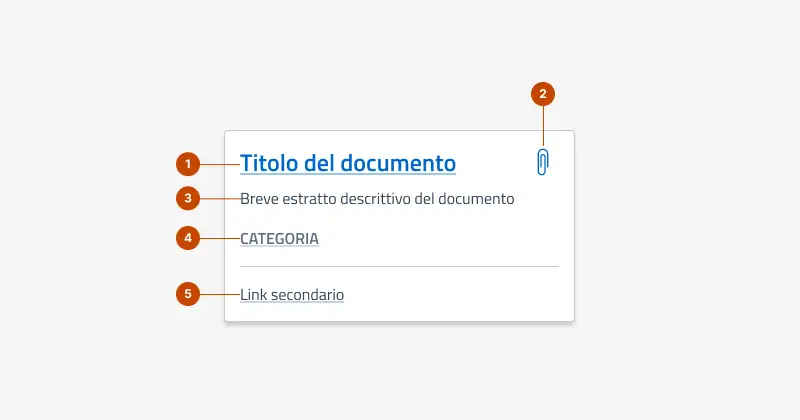 2
1 Titolo del documento
3 Breve estratto descrittivo del documento
4 CATEGORIA
5 Link secondario